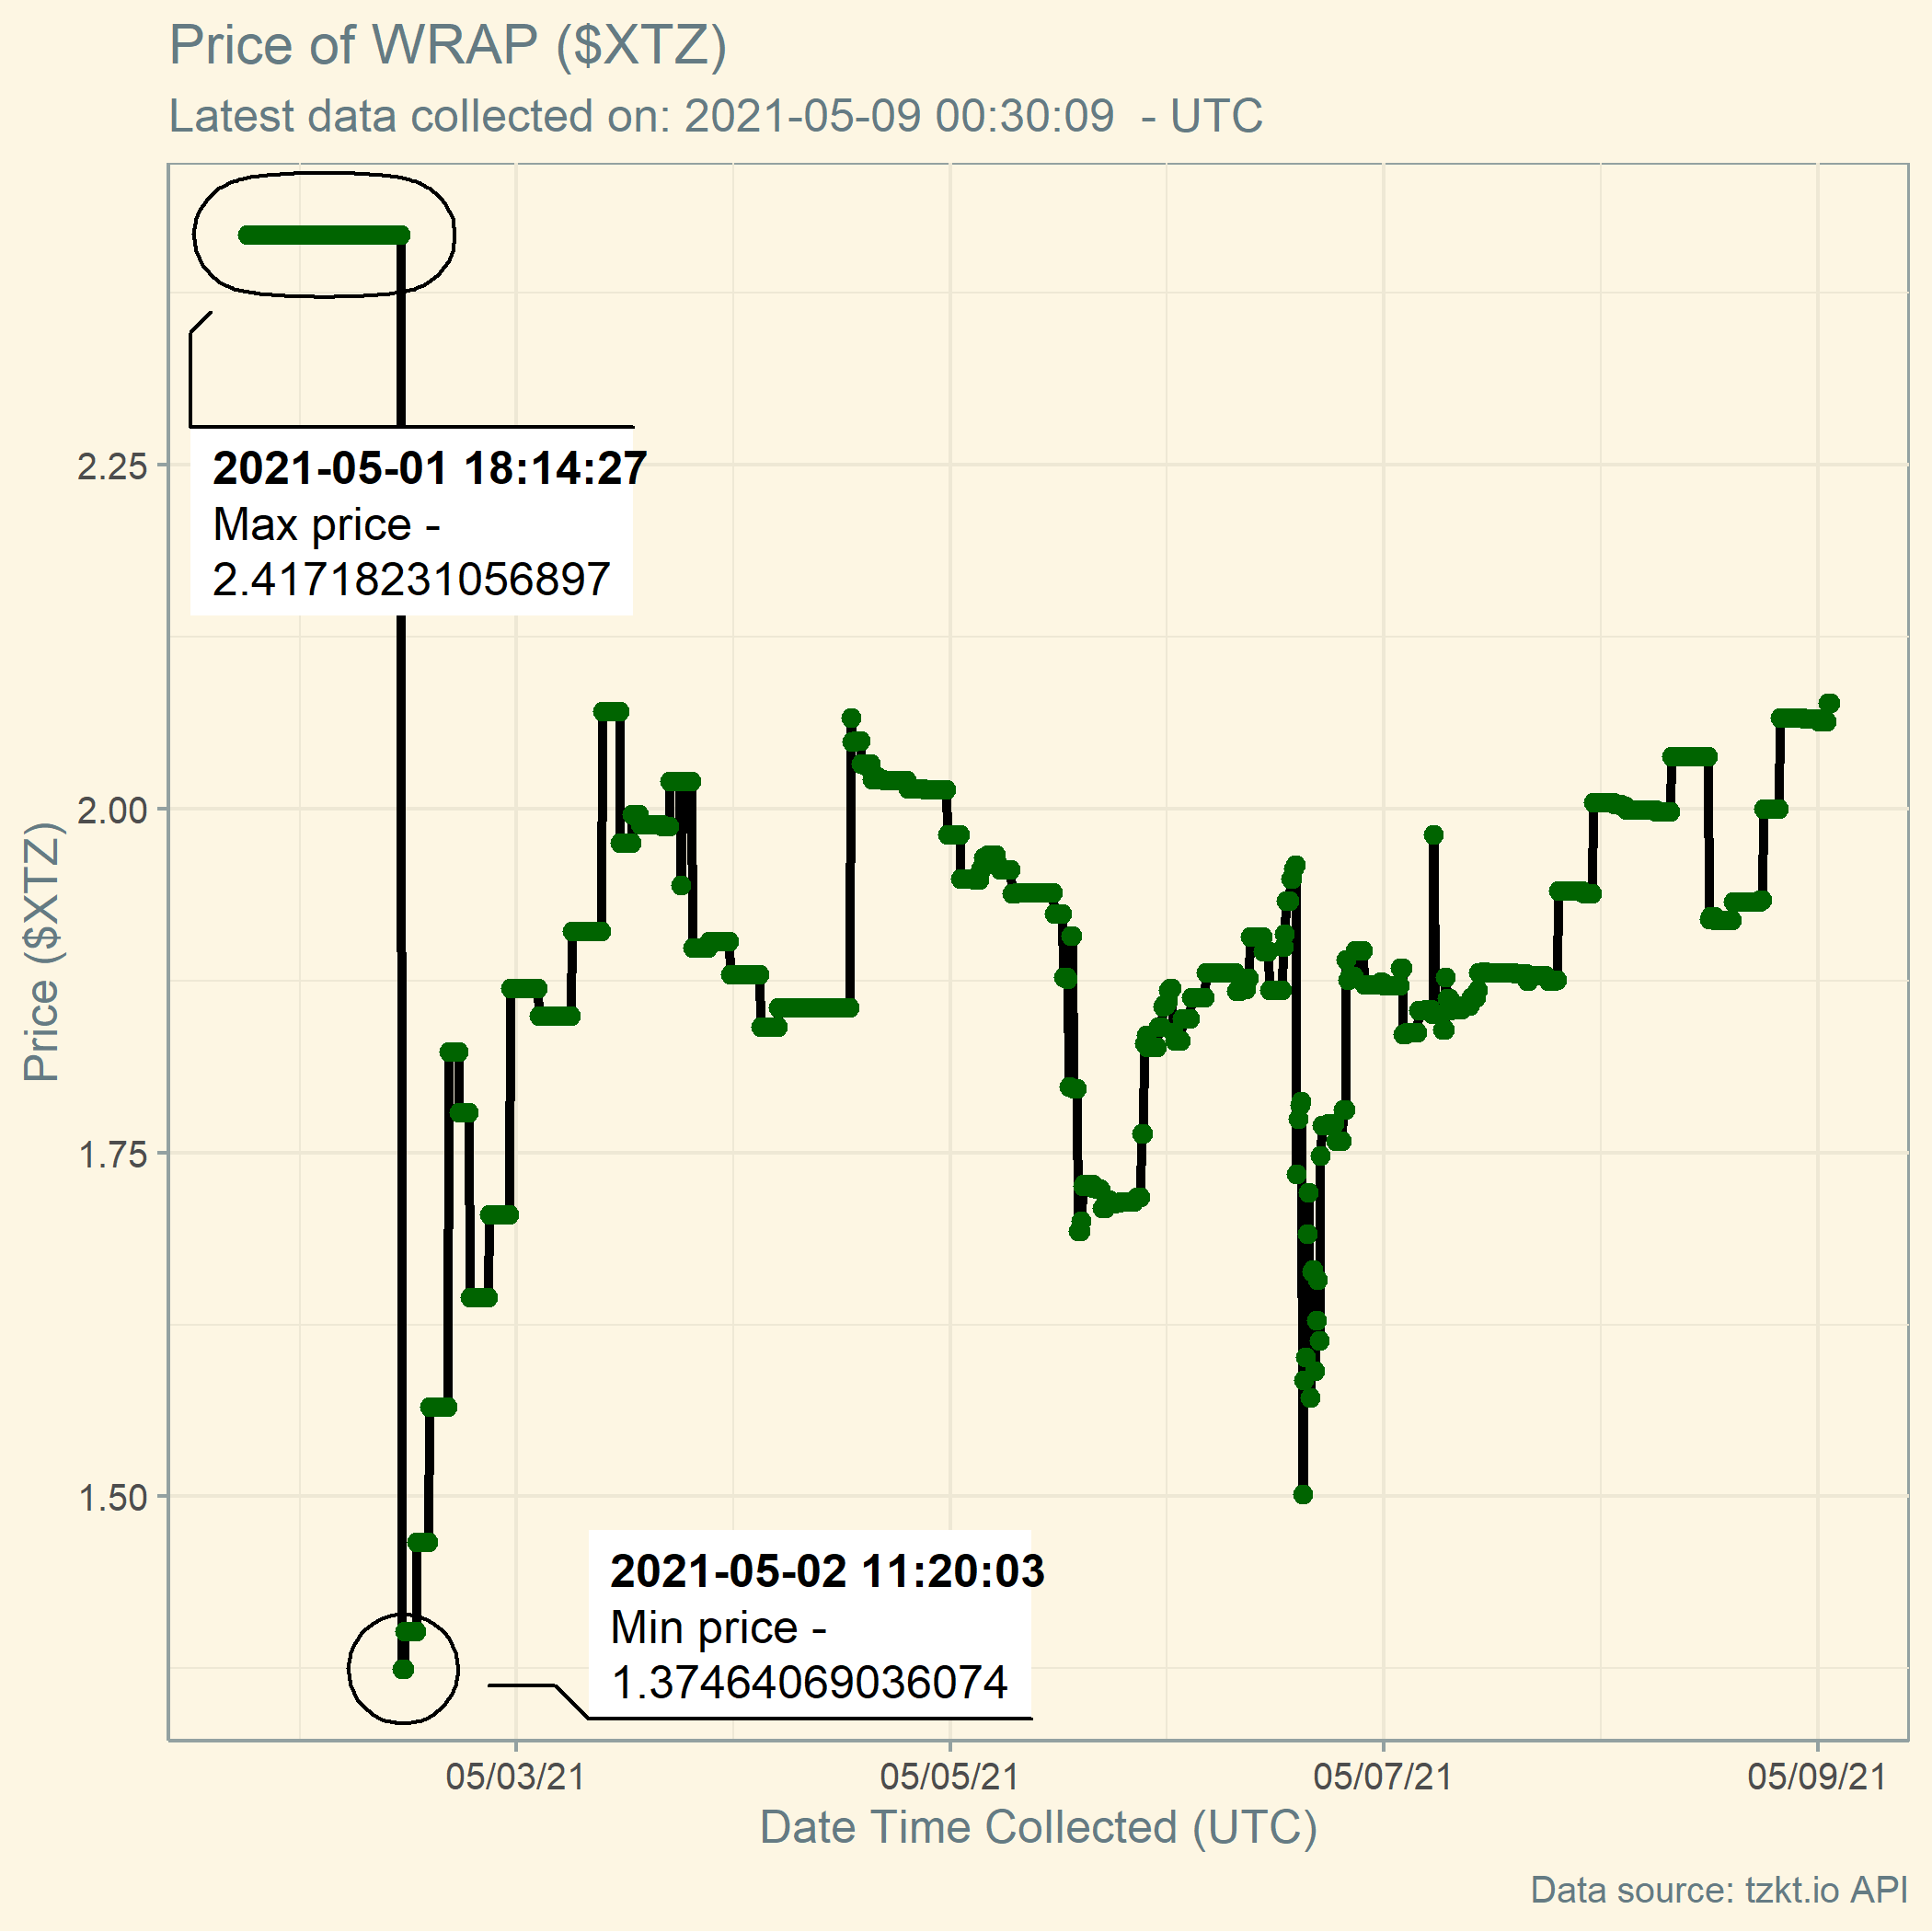 Price of WRAP ($XTZ)
Latest data collected on: 2021-05-09 00:30:09  - UTC
2021-05-01 18:14:27
Max price -
2.41718231056897
2021-05-02 11:20:03
Min price -
1.37464069036074
Price ($XTZ)
2.25
2.00
1.75
1.50
05/03/21 05/05/21 05/07/21 05/09/21
Date Time Collected (UTC)
Data source: tzkt.io API